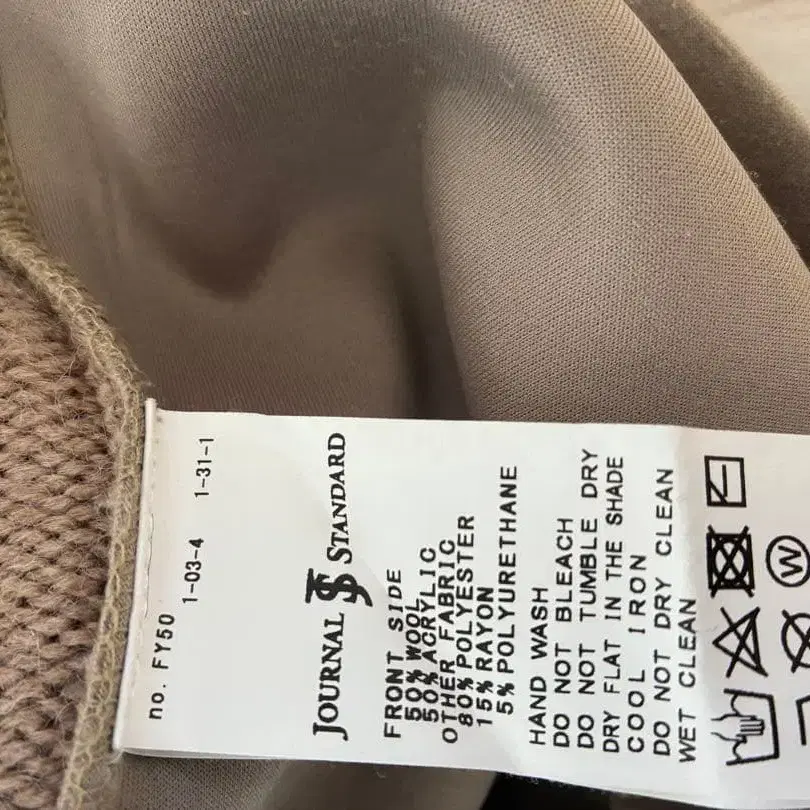 no. FY50 1-03-4 1-31-1
JOURNAL JS STANDARD
FRONT SIDE
50% WOOL
50% ACRYLIC
OTHER FABRIC
80% POLYESTER
15% RAYON
5% POLYURETHANE
HAND WASH
DO NOT BLEACH
DO NOT TUMBLE DRY
DRY FLAT IN THE SHADE
COOL IRON
DO NOT DRY CLEAN
WET CLEAN
W